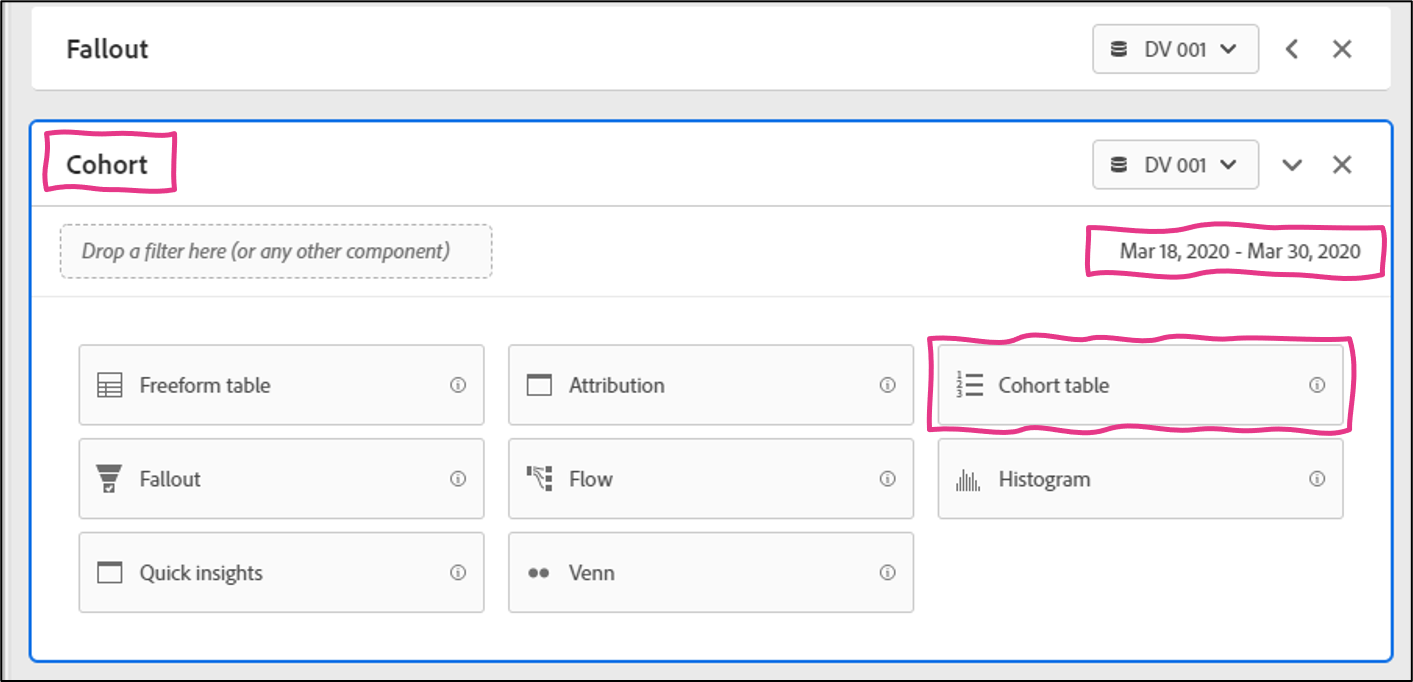 Fallout DV 001
Cohort DV 001
Drop a filter here (or any other component) Mar 18, 2020 - Mar 30, 2020
Freeform table Attribution Cohort table
Fallout Flow Histogram
Quick insights Venn